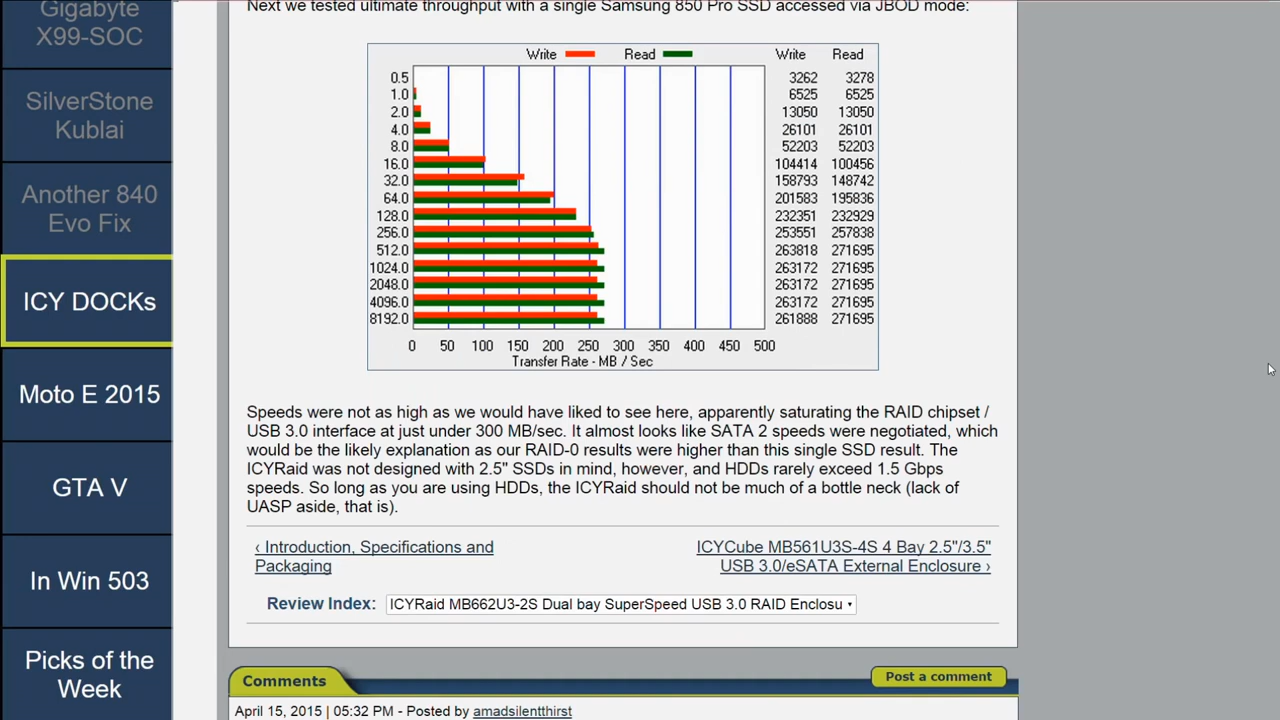 Gigabyte
X99-SOC
SilverStone
Kublai
Another 840
Evo Fix
ICY DOCKs
Moto E 2015
GTA V
In Win 503
Picks of the
Week
Next we tested ultimate throughput with a single Samsung 850 Pro SSD accessed via JBOD mode:
Write Read Write Read
0.5 3262 3278
1.0 6525 6525
2.0 13050 13050
4.0 26101 26101
8.0 52203 52203
16.0 104414 100456
32.0 158793 148742
64.0 201583 195836
128.0 232351 232929
256.0 253551 257838
512.0 263818 271695
1024.0 263172 271695
2048.0 263172 271695
4096.0 263172 271695
8192.0 261888 271695
0 50 100 150 200 250 300 350 400 450 500
Transfer Rate - MB / Sec
Speeds were not as high as we would have liked to see here, apparently saturating the RAID chipset /
USB 3.0 interface at just under 300 MB/sec. It almost looks like SATA 2 speeds were negotiated, which
would be the likely explanation as our RAID-0 results were higher than this single SSD result. The
ICYRaid was not designed with 2.5" SSDs in mind, however, and HDDs rarely exceed 1.5 Gbps
speeds. So long as you are using HDDs, the ICYRaid should not be much of a bottle neck (lack of
UASP aside, that is).
‹ Introduction, Specifications and
Packaging
ICYCube MB561U3S-4S 4 Bay 2.5"/3.5"
USB 3.0/eSATA External Enclosure ›
Review Index: ICYRaid MB662U3-2S Dual bay SuperSpeed USB 3.0 RAID Enclosu
Comments
Post a comment
April 15, 2015 | 05:32 PM - Posted by amadsilentthirst